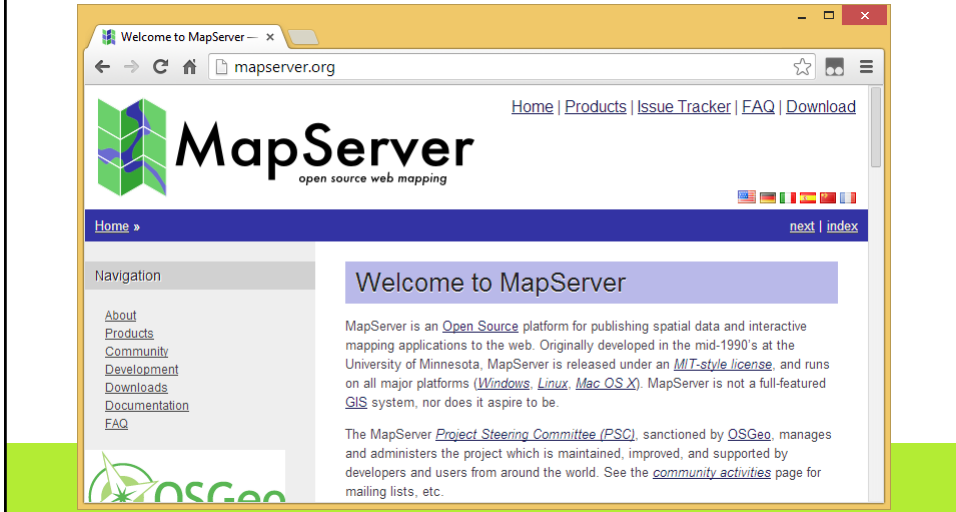 Welcome to MapServer —
mapserver.org
Home | Products | Issue Tracker | FAQ | Download
MapServer
open source web mapping
Home »
next | index
Navigation
About
Products
Community
Development
Downloads
Documentation
FAQ
OSGeo
Welcome to MapServer
MapServer is an Open Source platform for publishing spatial data and interactive
mapping applications to the web. Originally developed in the mid-1990's at the
University of Minnesota, MapServer is released under an MIT-style license, and runs
on all major platforms (Windows, Linux, Mac OS X). MapServer is not a full-featured
GIS system, nor does it aspire to be.
The MapServer Project Steering Committee (PSC), sanctioned by OSGeo, manages
and administers the project which is maintained, improved, and supported by
developers and users from around the world. See the community activities page for
mailing lists, etc.